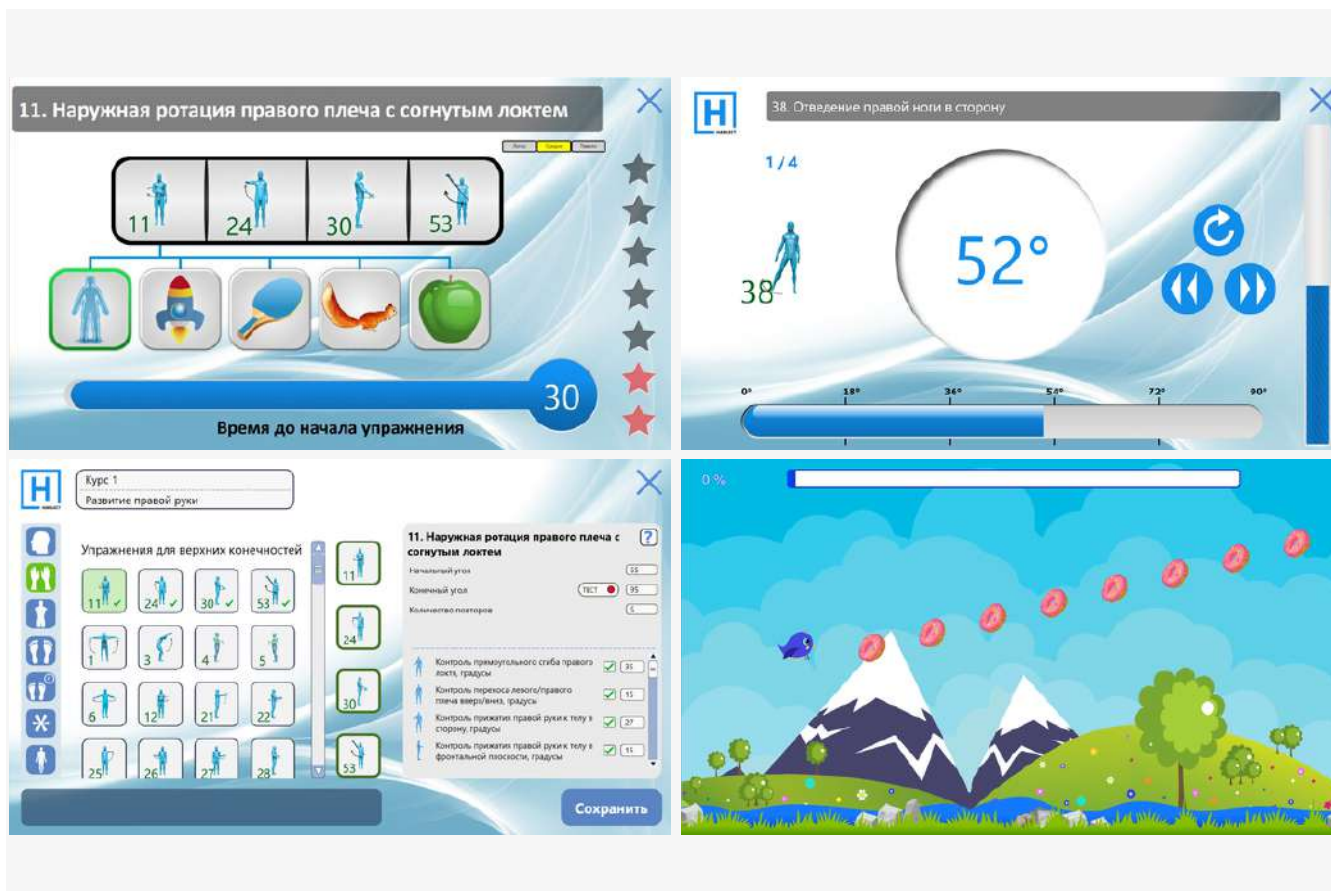 11. Наружная ротация правого плеча с согнутым локтем
11
24
30
53
30
Время до начала упражнения
H
38. Отведение правой ноги в сторону
1/4
38
52°
0° 18° 36° 54° 72° 90°
H
Курс 1
Развитие правой руки
Упражнения для верхних конечностей
11 24 30 53
1 3 4 5
6 12 21 22
25 26 27 28
11
24
30
53
11. Наружная ротация правого плеча с
согнутым локтем
?
Начальный угол
Конечный угол ТЕСТ 95
Количество повторов 5
Контроль прямоугольного сгиба правого
локтя, градусы 35
Контроль перекоса левого/правого
плеча вверх/вниз, градусы 15
Контроль прижатия правой руки к телу в
сторону, градусы
Контроль прижатия правой руки к телу в
фронтальной плоскости, градусы 15
Сохранить
0 %